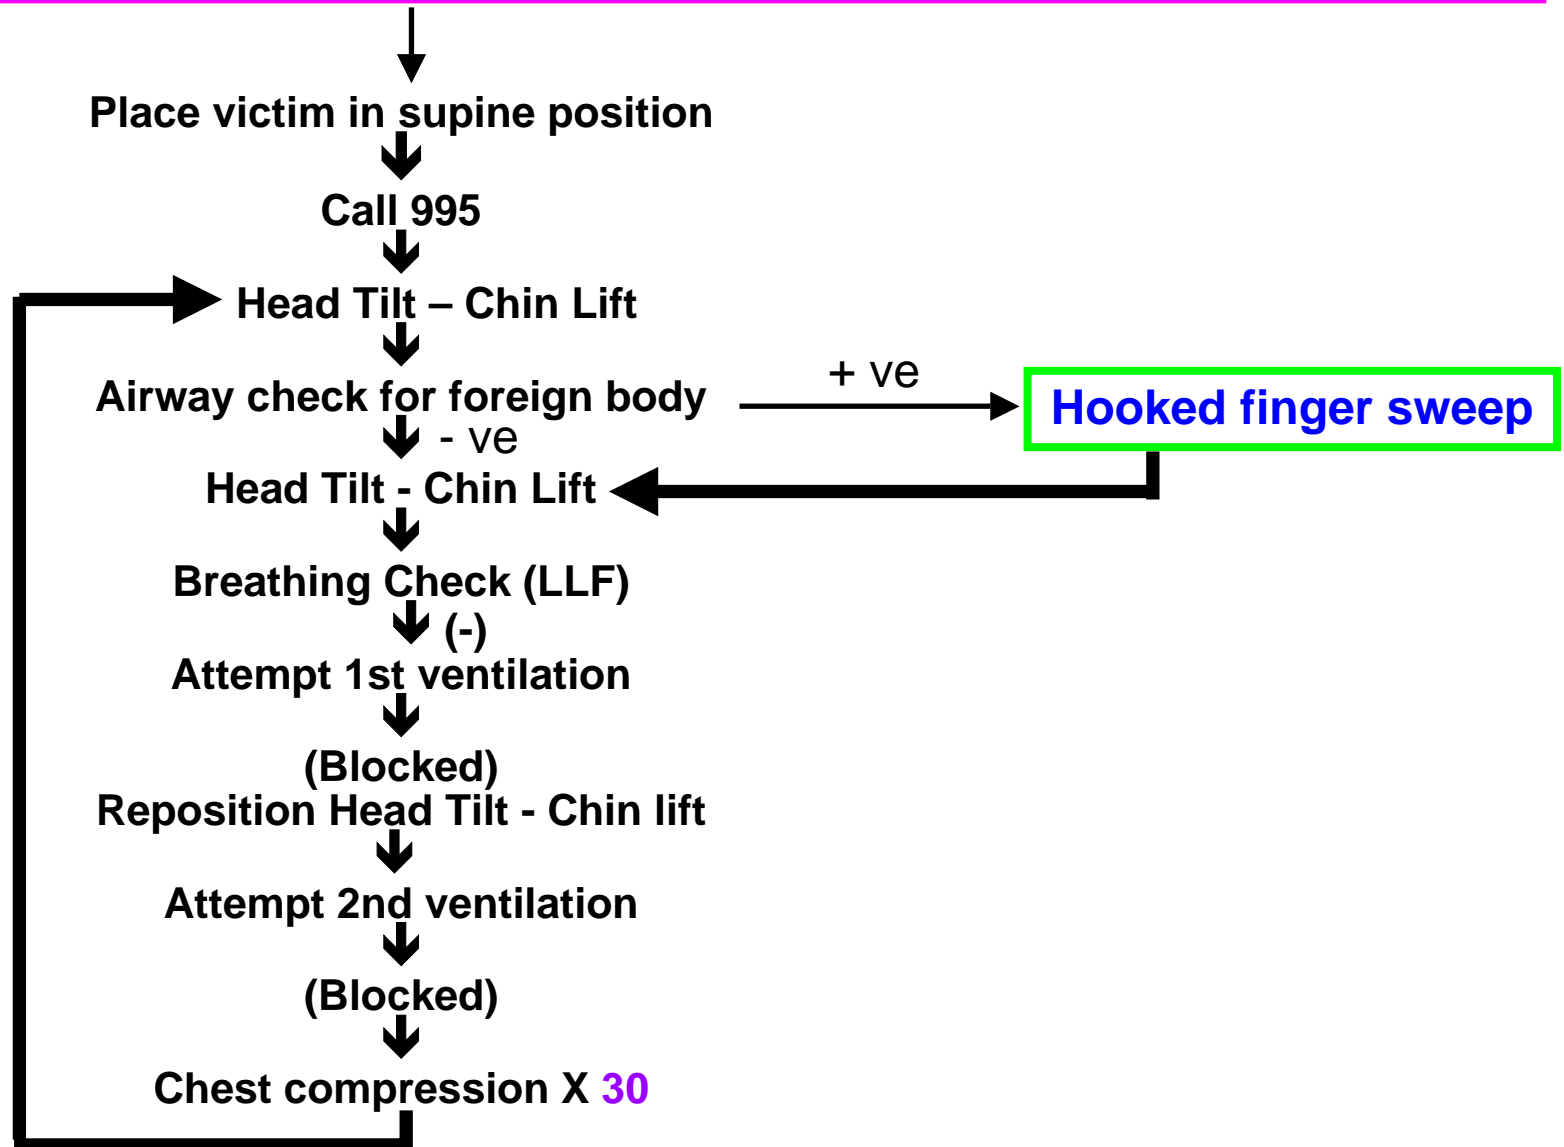 Place victim in supine position
Call 995
Head Tilt – Chin Lift
Airway check for foreign body
+ ve
Hooked finger sweep
- ve
Head Tilt - Chin Lift
Breathing Check (LLF)
(-)
Attempt 1st ventilation
(Blocked)
Reposition Head Tilt - Chin lift
Attempt 2nd ventilation
(Blocked)
Chest compression X 30